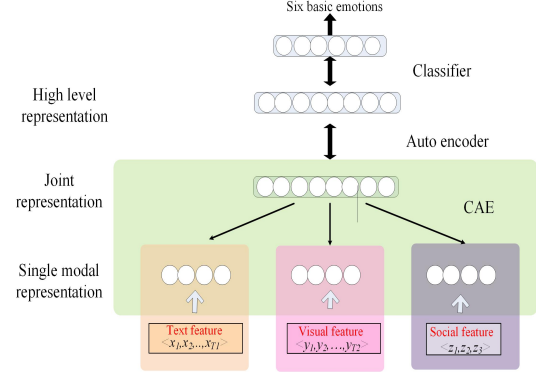 Six basic emotions
Classifier
High level
representation
Auto encoder
Joint
representation
CAE
Single modal
representation
Text feature
<x1,x2,..,xT1>
Visual feature
<y1,y2,…,yT2>
Social feature
<z1,z2,z3>